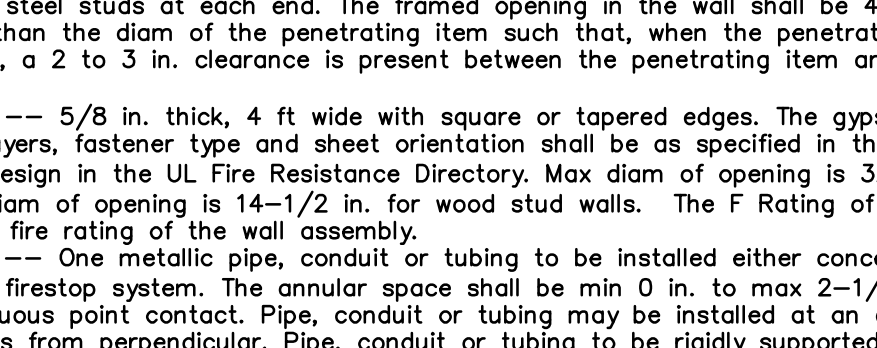 steel studs at each end. The framed opening in the wall shall be 4
than the diam of the penetrating item such that, when the penetrat
, a 2 to 3 in. clearance is present between the penetrating item an
-- 5/8 in. thick, 4 ft wide with square or tapered edges. The gyps
ayers, fastener type and sheet orientation shall be as specified in th
esign in the UL Fire Resistance Directory. Max diam of opening is 3
iam of opening is 14-1/2 in. for wood stud walls. The F Rating of
fire rating of the wall assembly.
-- One metallic pipe, conduit or tubing to be installed either conce
firestop system. The annular space shall be min 0 in. to max 2-1/
uous point contact. Pipe, conduit or tubing may be installed at an
s from perpendicular. Pipe, conduit or tubing to be rigidly supported